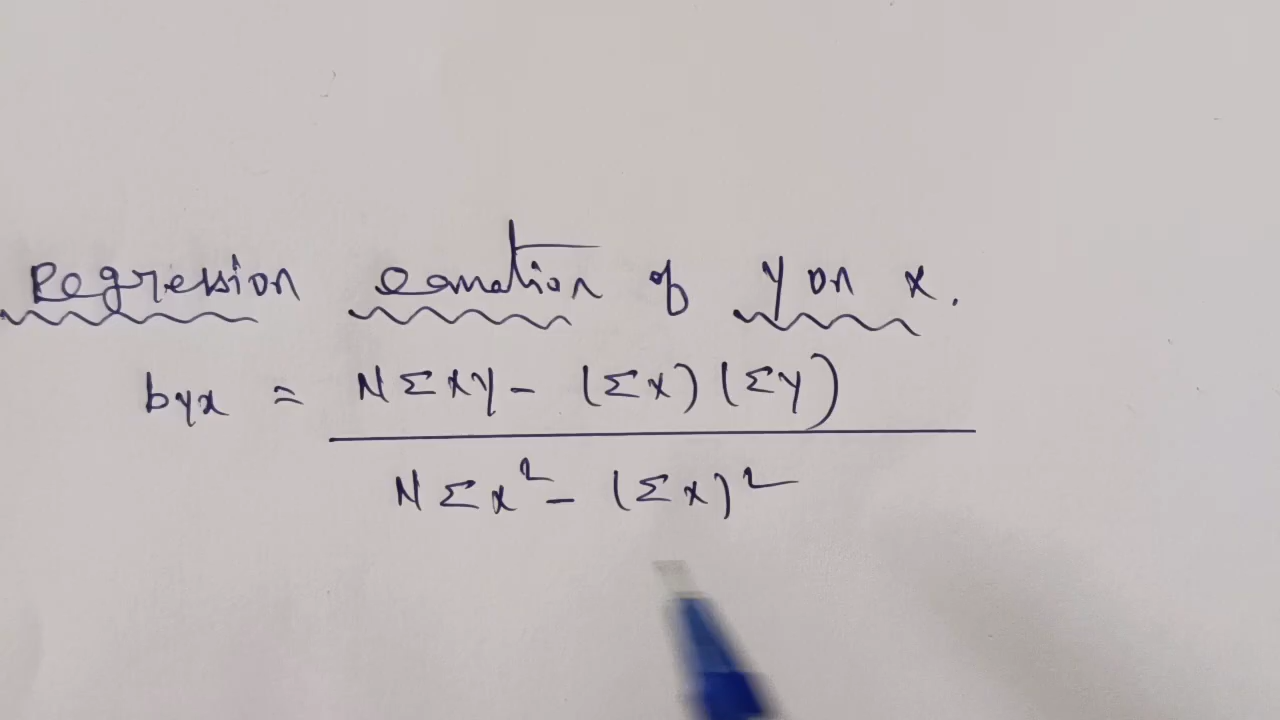 Regression equation of y on x.
byx = NΣxy - (Σx)(Σy)
NΣx² - (Σx)²